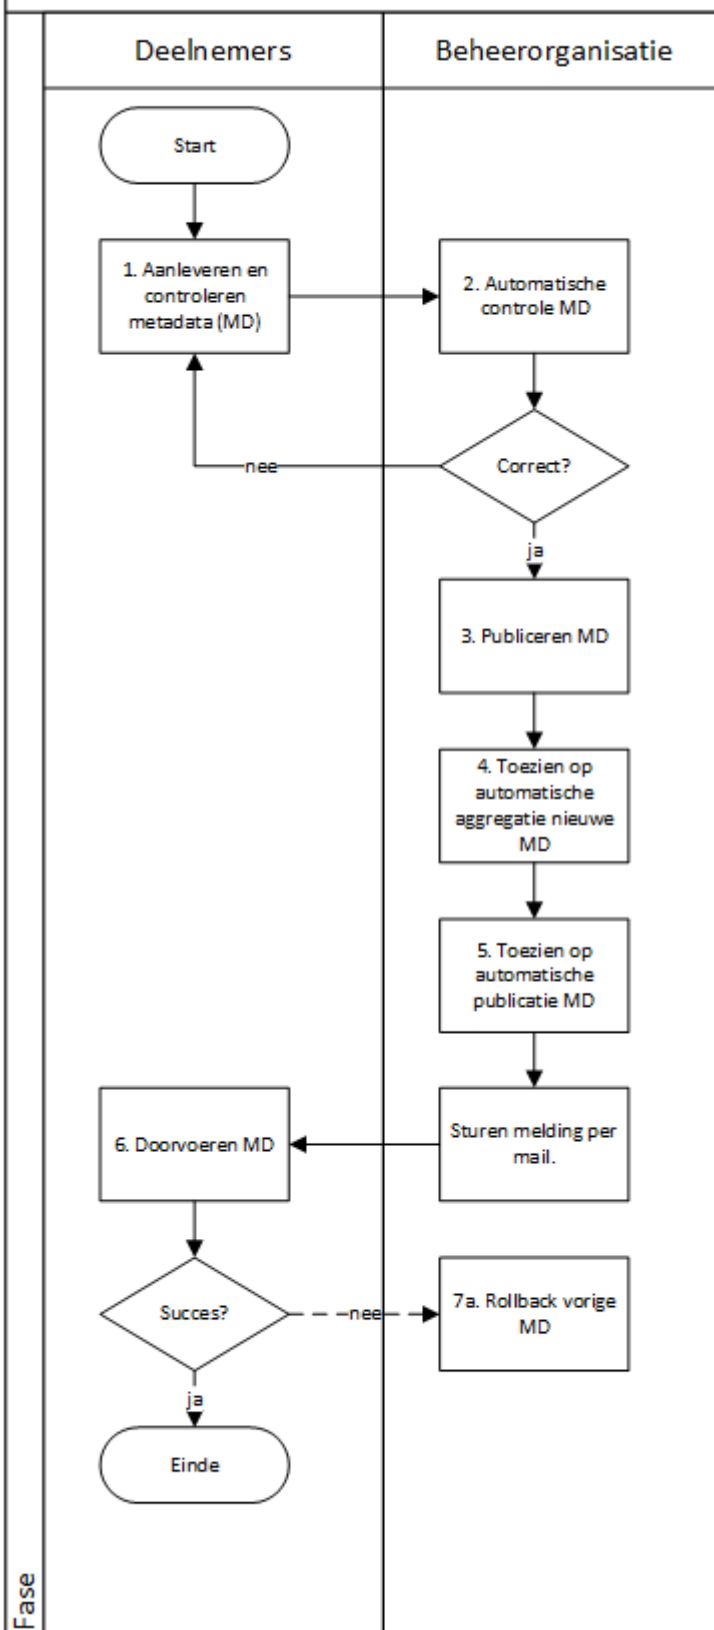 Deelnemers
Beheerorganisatie
Start
1. Aanleveren en
controleren
metadata (MD)
2. Automatische
controle MD
nee
Correct?
ja
3. Publiceren MD
4. Toezien op
automatische
aggregatie nieuwe
MD
5. Toezien op
automatische
publicatie MD
6. Doorvoeren MD
Sturen melding per
mail.
Succes?
nee
7a. Rollback vorige
MD
ja
Einde
Fase